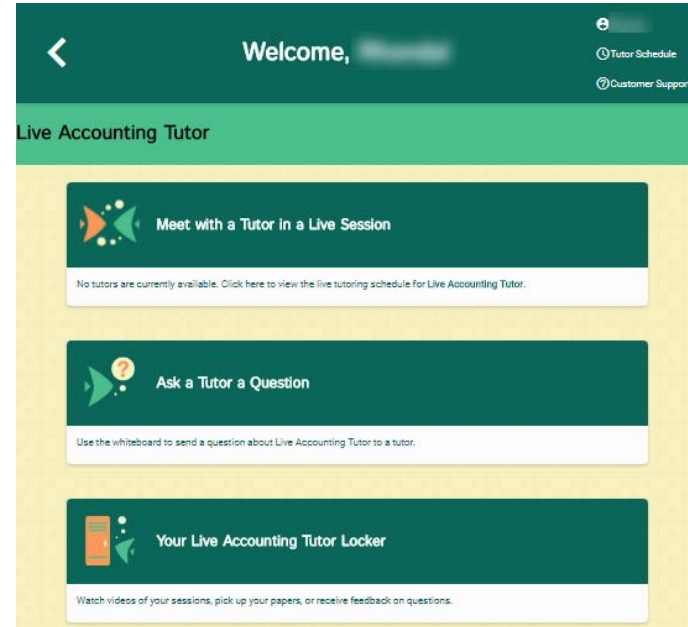 Welcome,
Tutor Schedule
Customer Suppor
Live Accounting Tutor
Meet with a Tutor in a Live Session
No tutors are currently available. Click here to view the live tutoring schedule for Live Accounting Tutor.
?
Ask a Tutor a Question
Use the whiteboard to send a question about Live Accounting Tutor to a tutor.
Your Live Accounting Tutor Locker
Watch videos of your sessions, pick up your papers, or receive feedback on questions.